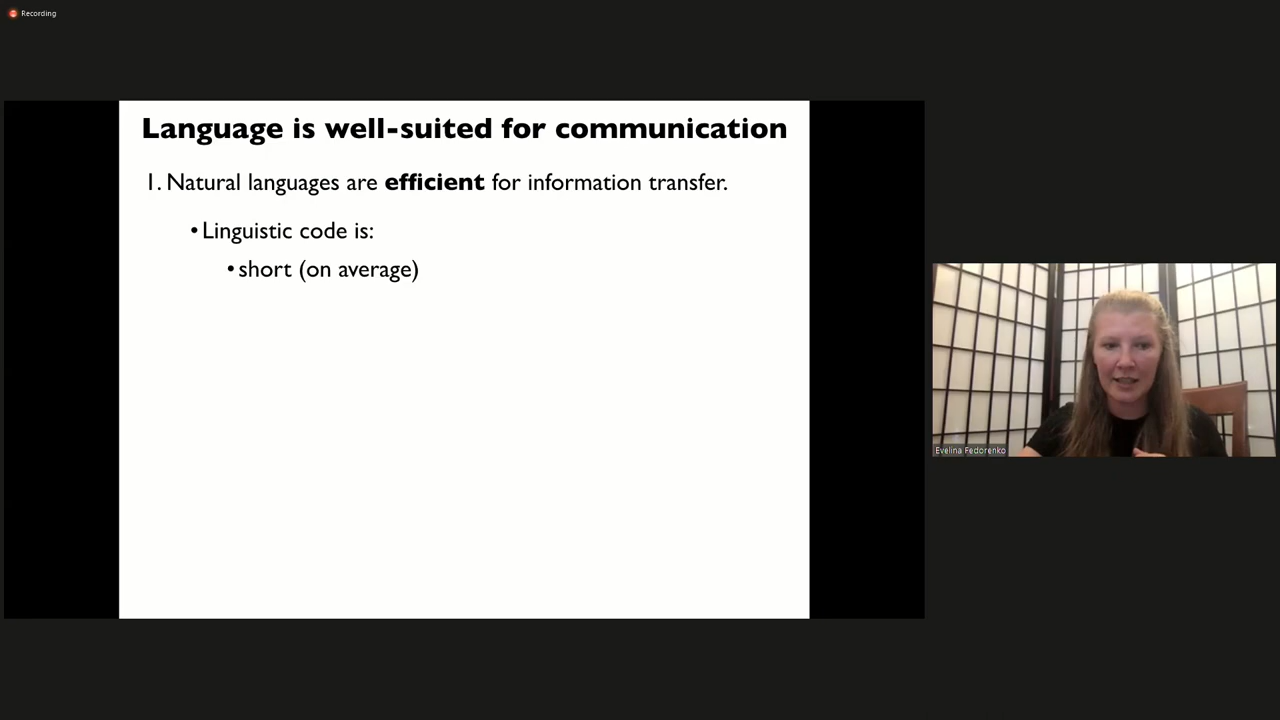 Recording
Language is well-suited for communication
1. Natural languages are efficient for information transfer.
• Linguistic code is:
• short (on average)
Evelina Fedorenko